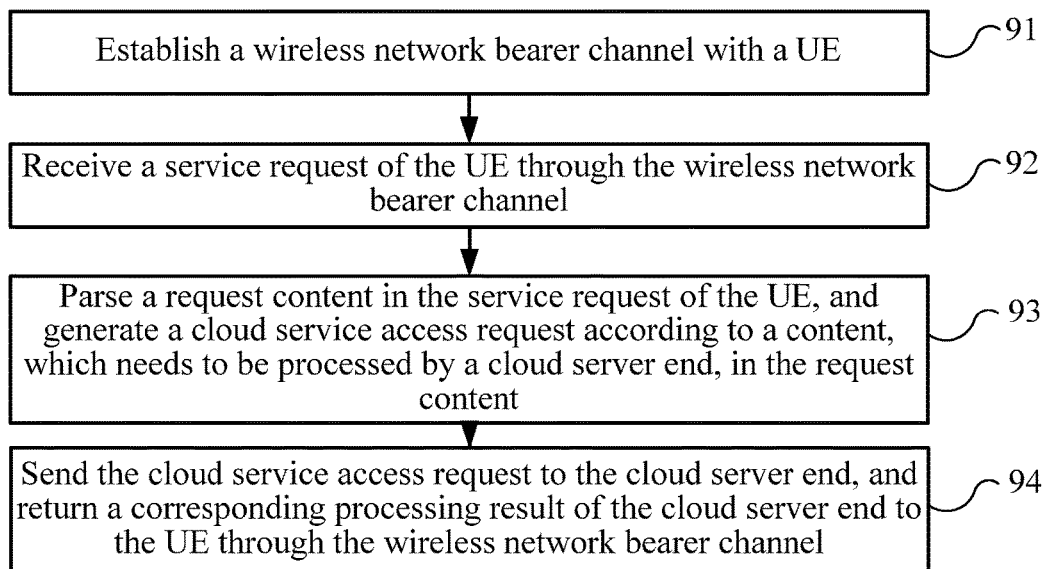 Establish a wireless network bearer channel with a UE
91
Receive a service request of the UE through the wireless network
bearer channel
92
Parse a request content in the service request of the UE, and
generate a cloud service access request according to a content,
which needs to be processed by a cloud server end, in the request
content
93
Send the cloud service access request to the cloud server end, and
return a corresponding processing result of the cloud server end to
the UE through the wireless network bearer channel
94